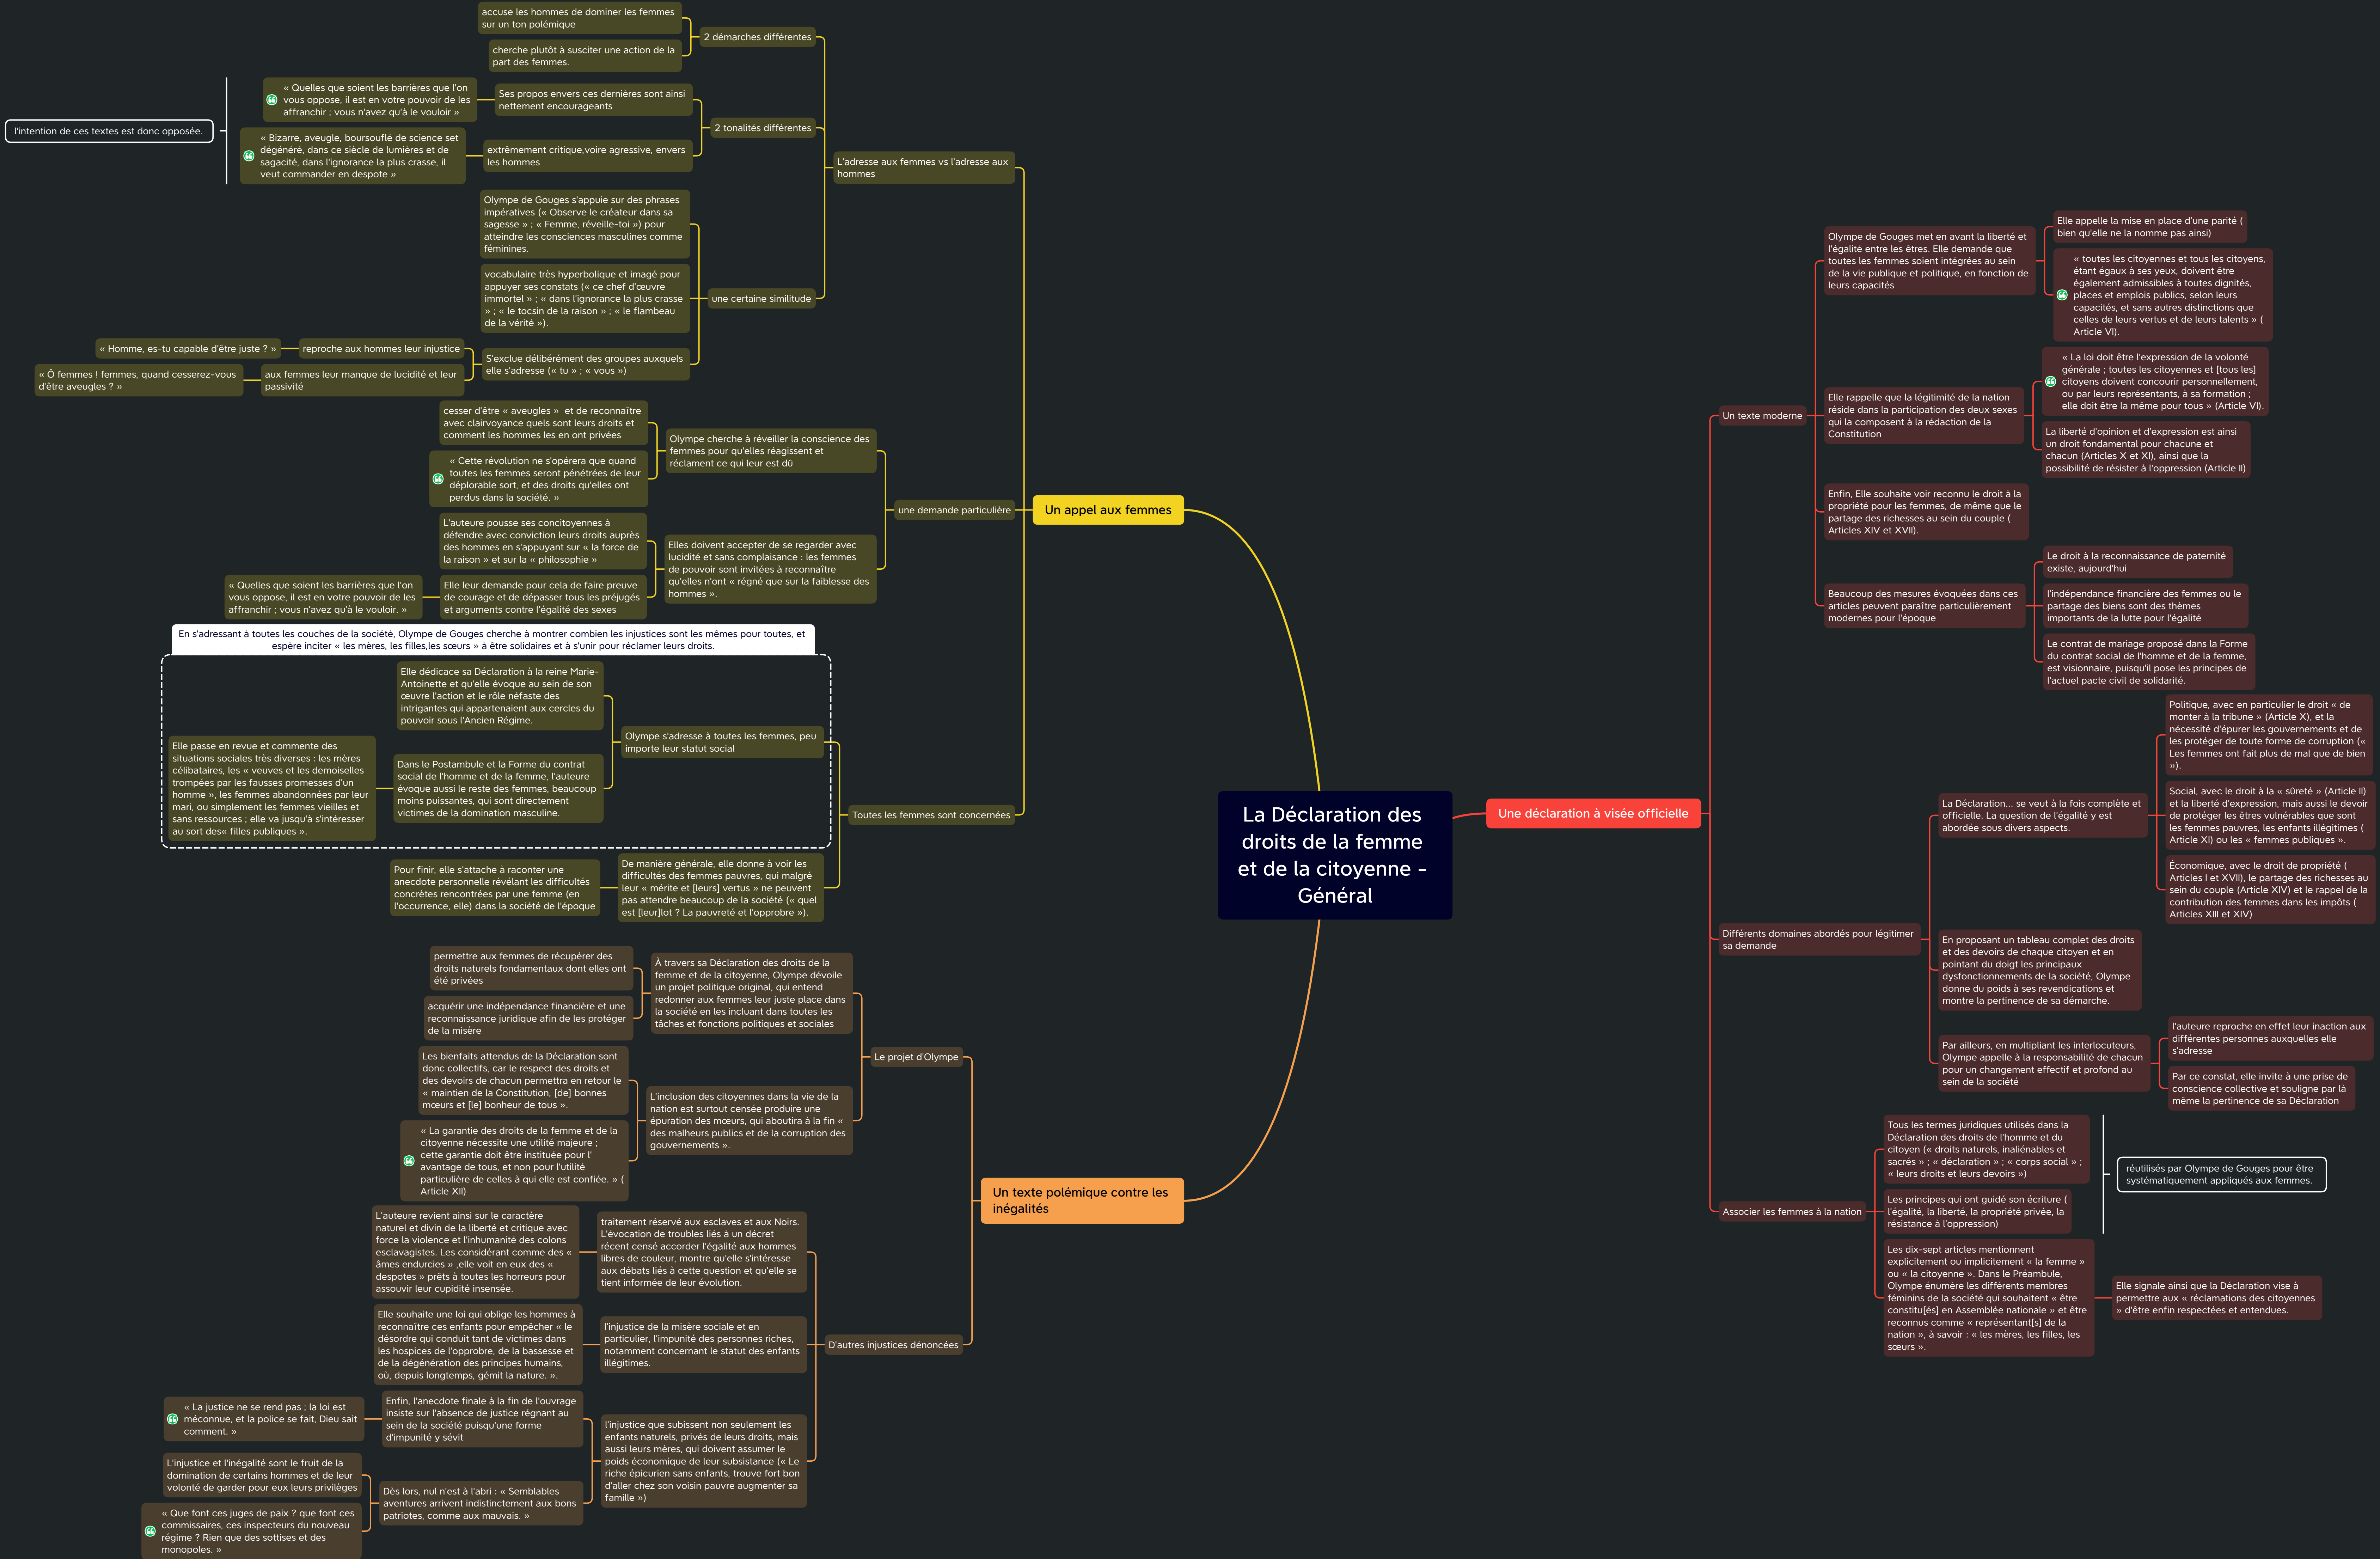 La Déclaration des
droits de la femme
et de la citoyenne -
Général
Un appel aux femmes
L'adresse aux femmes vs l'adresse aux
hommes
2 démarches différentes
accuse les hommes de dominer les femmes
sur un ton polémique
cherche plutôt à susciter une action de la
part des femmes.
2 tonalités différentes
Ses propos envers ces dernières sont ainsi
nettement encourageants
« Quelles que soient les barrières que l'on
vous oppose, il est en votre pouvoir de les
affranchir ; vous n'avez qu'à le vouloir »
extrêmement critique,voire agressive, envers
les hommes
« Bizarre, aveugle, boursouflé de science set
dégénéré, dans ce siècle de lumières et de
sagacité, dans l'ignorance la plus crasse, il
veut commander en despote »
l'intention de ces textes est donc opposée.
une certaine similitude
Olympe de Gouges s'appuie sur des phrases
impératives (« Observe le créateur dans sa
sagesse » ; « Femme, réveille-toi ») pour
atteindre les consciences masculines comme
féminines.
vocabulaire très hyperbolique et imagé pour
appuyer ses constats (« ce chef d'œuvre
immortel » ; « dans l'ignorance la plus crasse
» ; « le tocsin de la raison » ; « le flambeau
de la vérité »).
S'exclue délibérément des groupes auxquels
elle s'adresse (« tu » ; « vous »)
reproche aux hommes leur injustice
« Homme, es-tu capable d'être juste ? »
aux femmes leur manque de lucidité et leur
passivité
« Ô femmes ! femmes, quand cesserez-vous
d'être aveugles ? »
une demande particulière
Olympe cherche à réveiller la conscience des
femmes pour qu'elles réagissent et
réclament ce qui leur est dû
cesser d'être « aveugles »  et de reconnaître
avec clairvoyance quels sont leurs droits et
comment les hommes les en ont privées
« Cette révolution ne s'opérera que quand
toutes les femmes seront pénétrées de leur
déplorable sort, et des droits qu'elles ont
perdus dans la société. »
Elles doivent accepter de se regarder avec
lucidité et sans complaisance : les femmes
de pouvoir sont invitées à reconnaître
qu'elles n'ont « régné que sur la faiblesse des
hommes ».
L'auteure pousse ses concitoyennes à
défendre avec conviction leurs droits auprès
des hommes en s'appuyant sur « la force de
la raison » et sur la « philosophie »
Elle leur demande pour cela de faire preuve
de courage et de dépasser tous les préjugés
et arguments contre l'égalité des sexes
« Quelles que soient les barrières que l'on
vous oppose, il est en votre pouvoir de les
affranchir ; vous n'avez qu'à le vouloir. »
Toutes les femmes sont concernées
En s'adressant à toutes les couches de la société, Olympe de Gouges cherche à montrer combien les injustices sont les mêmes pour toutes, et
espère inciter « les mères, les filles,les sœurs » à être solidaires et à s'unir pour réclamer leurs droits.
Olympe s'adresse à toutes les femmes, peu
importe leur statut social
Elle dédicace sa Déclaration à la reine Marie-
Antoinette et qu'elle évoque au sein de son
œuvre l'action et le rôle néfaste des
intrigantes qui appartenaient aux cercles du
pouvoir sous l'Ancien Régime.
Dans le Postambule et la Forme du contrat
social de l'homme et de la femme, l'auteure
évoque aussi le reste des femmes, beaucoup
moins puissantes, qui sont directement
victimes de la domination masculine.
Elle passe en revue et commente des
situations sociales très diverses : les mères
célibataires, les « veuves et les demoiselles
trompées par les fausses promesses d'un
homme », les femmes abandonnées par leur
mari, ou simplement les femmes vieilles et
sans ressources ; elle va jusqu'à s'intéresser
au sort des« filles publiques ».
De manière générale, elle donne à voir les
difficultés des femmes pauvres, qui malgré
leur « mérite et [leurs] vertus » ne peuvent
pas attendre beaucoup de la société (« quel
est [leur]lot ? La pauvreté et l'opprobre »).
Pour finir, elle s'attache à raconter une
anecdote personnelle révélant les difficultés
concrètes rencontrées par une femme (en
l'occurrence, elle) dans la société de l'époque
Un texte polémique contre les
inégalités
Le projet d'Olympe
À travers sa Déclaration des droits de la
femme et de la citoyenne, Olympe dévoile
un projet politique original, qui entend
redonner aux femmes leur juste place dans
la société en les incluant dans toutes les
tâches et fonctions politiques et sociales
permettre aux femmes de récupérer des
droits naturels fondamentaux dont elles ont
été privées
acquérir une indépendance financière et une
reconnaissance juridique afin de les protéger
de la misère
L'inclusion des citoyennes dans la vie de la
nation est surtout censée produire une
épuration des mœurs, qui aboutira à la fin «
des malheurs publics et de la corruption des
gouvernements ».
Les bienfaits attendus de la Déclaration sont
donc collectifs, car le respect des droits et
des devoirs de chacun permettra en retour le
« maintien de la Constitution, [de] bonnes
mœurs et [le] bonheur de tous ».
« La garantie des droits de la femme et de la
citoyenne nécessite une utilité majeure ;
cette garantie doit être instituée pour l'
avantage de tous, et non pour l'utilité
particulière de celles à qui elle est confiée. » (
Article XII)
D'autres injustices dénoncées
traitement réservé aux esclaves et aux Noirs.
L'évocation de troubles liés à un décret
récent censé accorder l'égalité aux hommes
libres de couleur, montre qu'elle s'intéresse
aux débats liés à cette question et qu'elle se
tient informée de leur évolution.
L'auteure revient ainsi sur le caractère
naturel et divin de la liberté et critique avec
force la violence et l'inhumanité des colons
esclavagistes. Les considérant comme des «
âmes endurcies » ,elle voit en eux des «
despotes » prêts à toutes les horreurs pour
assouvir leur cupidité insensée.
l'injustice de la misère sociale et en
particulier, l'impunité des personnes riches,
notamment concernant le statut des enfants
illégitimes.
Elle souhaite une loi qui oblige les hommes à
reconnaître ces enfants pour empêcher « le
désordre qui conduit tant de victimes dans
les hospices de l'opprobre, de la bassesse et
de la dégénération des principes humains,
où, depuis longtemps, gémit la nature. ».
l'injustice que subissent non seulement les
enfants naturels, privés de leurs droits, mais
aussi leurs mères, qui doivent assumer le
poids économique de leur subsistance (« Le
riche épicurien sans enfants, trouve fort bon
d'aller chez son voisin pauvre augmenter sa
famille »)
Enfin, l'anecdote finale à la fin de l'ouvrage
insiste sur l'absence de justice régnant au
sein de la société puisqu'une forme
d'impunité y sévit
« La justice ne se rend pas ; la loi est
méconnue, et la police se fait, Dieu sait
comment. »
Dès lors, nul n'est à l'abri : « Semblables
aventures arrivent indistinctement aux bons
patriotes, comme aux mauvais. »
L'injustice et l'inégalité sont le fruit de la
domination de certains hommes et de leur
volonté de garder pour eux leurs privilèges
« Que font ces juges de paix ? que font ces
commissaires, ces inspecteurs du nouveau
régime ? Rien que des sottises et des
monopoles. »
Une déclaration à visée officielle
Un texte moderne
Olympe de Gouges met en avant la liberté et
l'égalité entre les êtres. Elle demande que
toutes les femmes soient intégrées au sein
de la vie publique et politique, en fonction de
leurs capacités
Elle appelle la mise en place d'une parité (
bien qu'elle ne la nomme pas ainsi)
« toutes les citoyennes et tous les citoyens,
étant égaux à ses yeux, doivent être
également admissibles à toutes dignités,
places et emplois publics, selon leurs
capacités, et sans autres distinctions que
celles de leurs vertus et de leurs talents » (
Article VI).
Elle rappelle que la légitimité de la nation
réside dans la participation des deux sexes
qui la composent à la rédaction de la
Constitution
« La loi doit être l'expression de la volonté
générale ; toutes les citoyennes et [tous les]
citoyens doivent concourir personnellement,
ou par leurs représentants, à sa formation ;
elle doit être la même pour tous » (Article VI).
La liberté d'opinion et d'expression est ainsi
un droit fondamental pour chacune et
chacun (Articles X et XI), ainsi que la
possibilité de résister à l'oppression (Article II)
Enfin, Elle souhaite voir reconnu le droit à la
propriété pour les femmes, de même que le
partage des richesses au sein du couple (
Articles XIV et XVII).
Beaucoup des mesures évoquées dans ces
articles peuvent paraître particulièrement
modernes pour l'époque
Le droit à la reconnaissance de paternité
existe, aujourd'hui
l'indépendance financière des femmes ou le
partage des biens sont des thèmes
importants de la lutte pour l'égalité
Le contrat de mariage proposé dans la Forme
du contrat social de l'homme et de la femme,
est visionnaire, puisqu'il pose les principes de
l'actuel pacte civil de solidarité.
Différents domaines abordés pour légitimer
sa demande
La Déclaration... se veut à la fois complète et
officielle. La question de l'égalité y est
abordée sous divers aspects.
Politique, avec en particulier le droit « de
monter à la tribune » (Article X), et la
nécessité d'épurer les gouvernements et de
les protéger de toute forme de corruption («
Les femmes ont fait plus de mal que de bien
»).
Social, avec le droit à la « sûreté » (Article II)
et la liberté d'expression, mais aussi le devoir
de protéger les êtres vulnérables que sont
les femmes pauvres, les enfants illégitimes (
Article XI) ou les « femmes publiques ».
Économique, avec le droit de propriété (
Articles I et XVII), le partage des richesses au
sein du couple (Article XIV) et le rappel de la
contribution des femmes dans les impôts (
Articles XIII et XIV)
En proposant un tableau complet des droits
et des devoirs de chaque citoyen et en
pointant du doigt les principaux
dysfonctionnements de la société, Olympe
donne du poids à ses revendications et
montre la pertinence de sa démarche.
Par ailleurs, en multipliant les interlocuteurs,
Olympe appelle à la responsabilité de chacun
pour un changement effectif et profond au
sein de la société
l'auteure reproche en effet leur inaction aux
différentes personnes auxquelles elle
s'adresse
Par ce constat, elle invite à une prise de
conscience collective et souligne par là
même la pertinence de sa Déclaration
Associer les femmes à la nation
Tous les termes juridiques utilisés dans la
Déclaration des droits de l'homme et du
citoyen (« droits naturels, inaliénables et
sacrés » ; « déclaration » ; « corps social » ;
« leurs droits et leurs devoirs »)
Les principes qui ont guidé son écriture (
l'égalité, la liberté, la propriété privée, la
résistance à l'oppression)
réutilisés par Olympe de Gouges pour être
systématiquement appliqués aux femmes.
Les dix-sept articles mentionnent
explicitement ou implicitement « la femme »
ou « la citoyenne ». Dans le Préambule,
Olympe énumère les différents membres
féminins de la société qui souhaitent « être
constitu[és] en Assemblée nationale » et être
reconnus comme « représentant[s] de la
nation », à savoir : « les mères, les filles, les
sœurs ».
Elle signale ainsi que la Déclaration vise à
permettre aux « réclamations des citoyennes
» d'être enfin respectées et entendues.